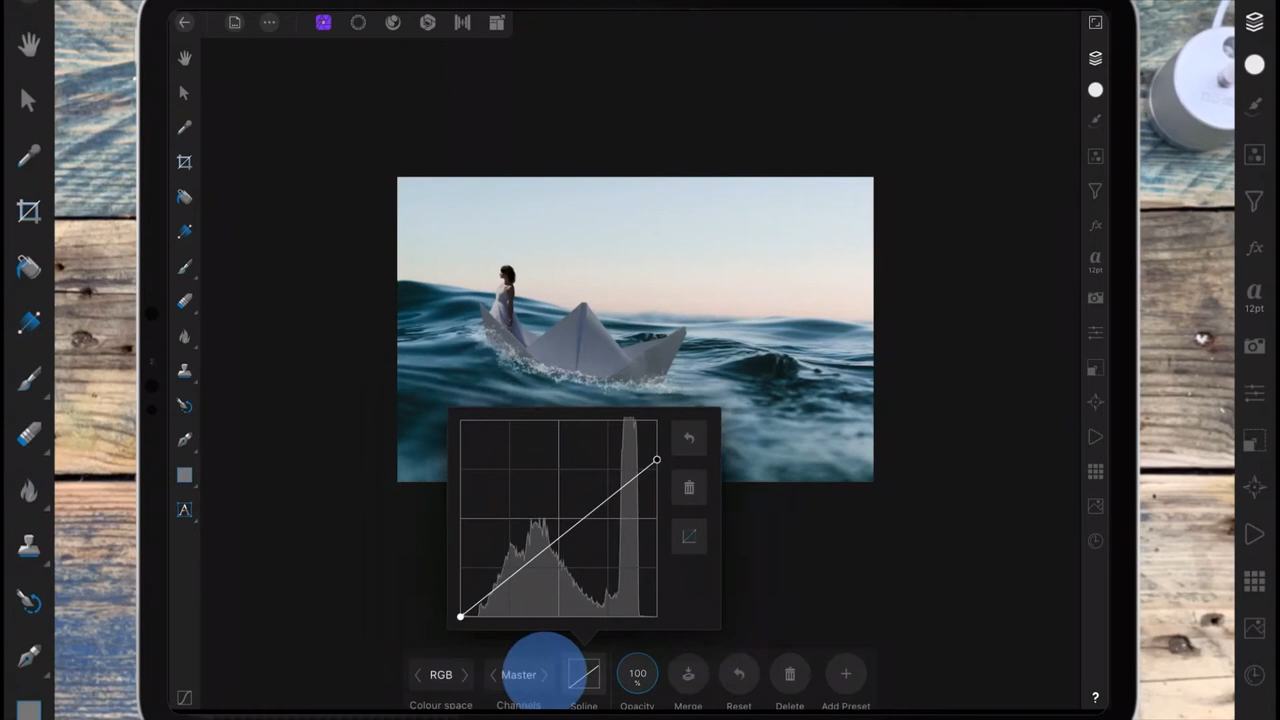 a
12pt
A
a
12pt
100
%
RGB
Master
Colour space
Channels
Spline
Opacity
Merge
Reset
Delete
Add Preset
?